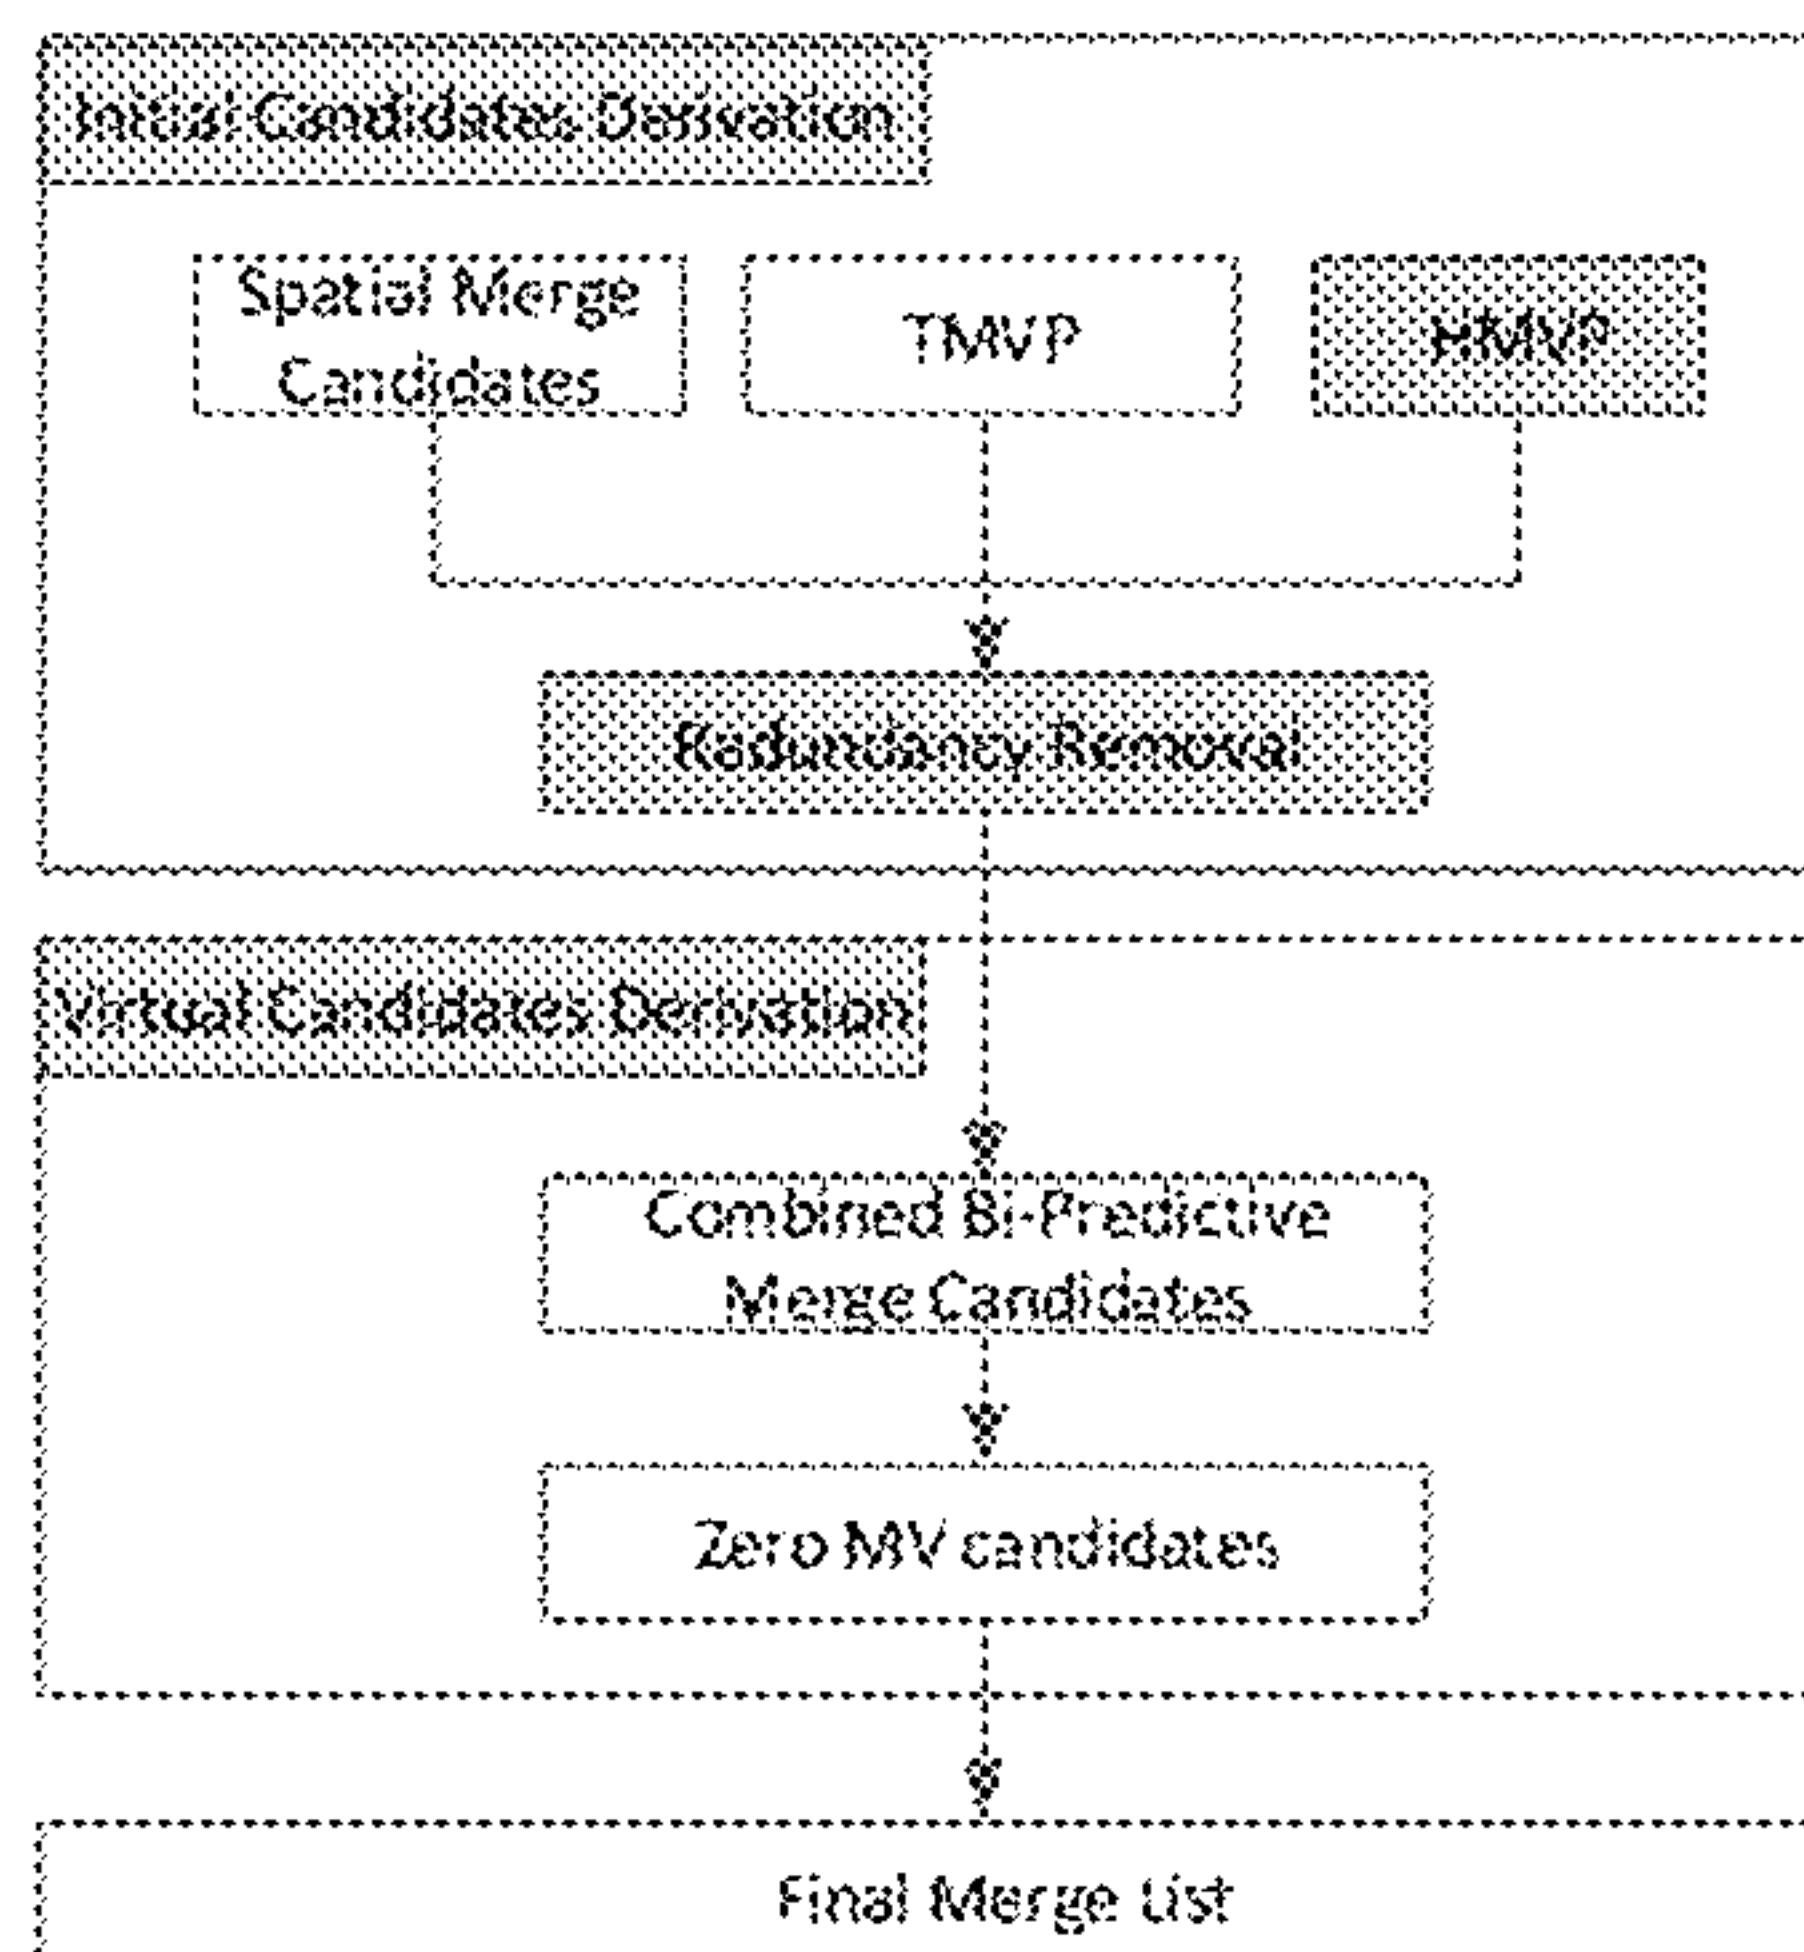 Initial Candidates Derivation
Spatial Merge
Candidates
TMVP
HMVP
Redundancy Removal
Virtual Candidates Derivation
Combined Bi-Predictive
Merge Candidates
Zero MV candidates
Final Merge List